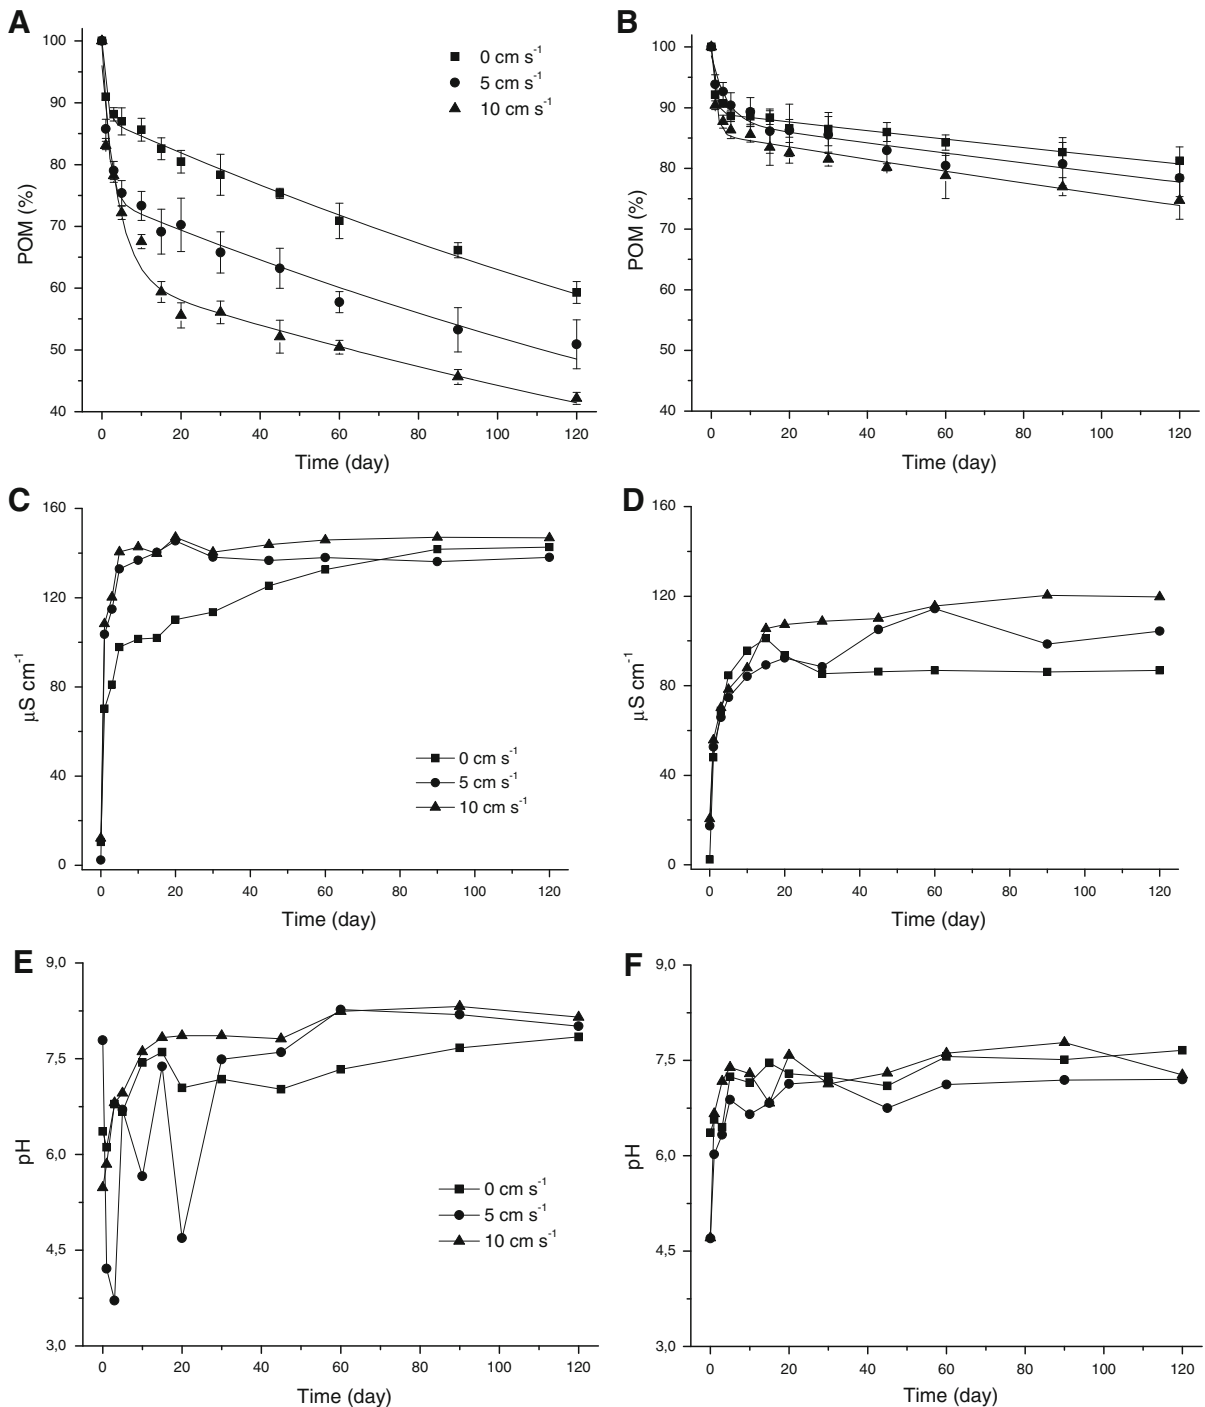 A
100
90
80
70
60
50
40
POM (%)
0 cm s⁻¹
5 cm s⁻¹
10 cm s⁻¹
0 20 40 60 80 100 120
Time (day)
B
100
90
80
70
60
50
40
POM (%)
0 20 40 60 80 100 120
Time (day)
C
160
120
80
40
0
μS cm⁻¹
0 cm s⁻¹
5 cm s⁻¹
10 cm s⁻¹
0 20 40 60 80 100 120
Time (day)
D
160
120
80
40
0
μS cm⁻¹
0 20 40 60 80 100 120
Time (day)
E
9,0
7,5
6,0
4,5
3,0
pH
0 cm s⁻¹
5 cm s⁻¹
10 cm s⁻¹
0 20 40 60 80 100 120
Time (day)
F
9,0
7,5
6,0
4,5
3,0
pH
0 20 40 60 80 100 120
Time (day)